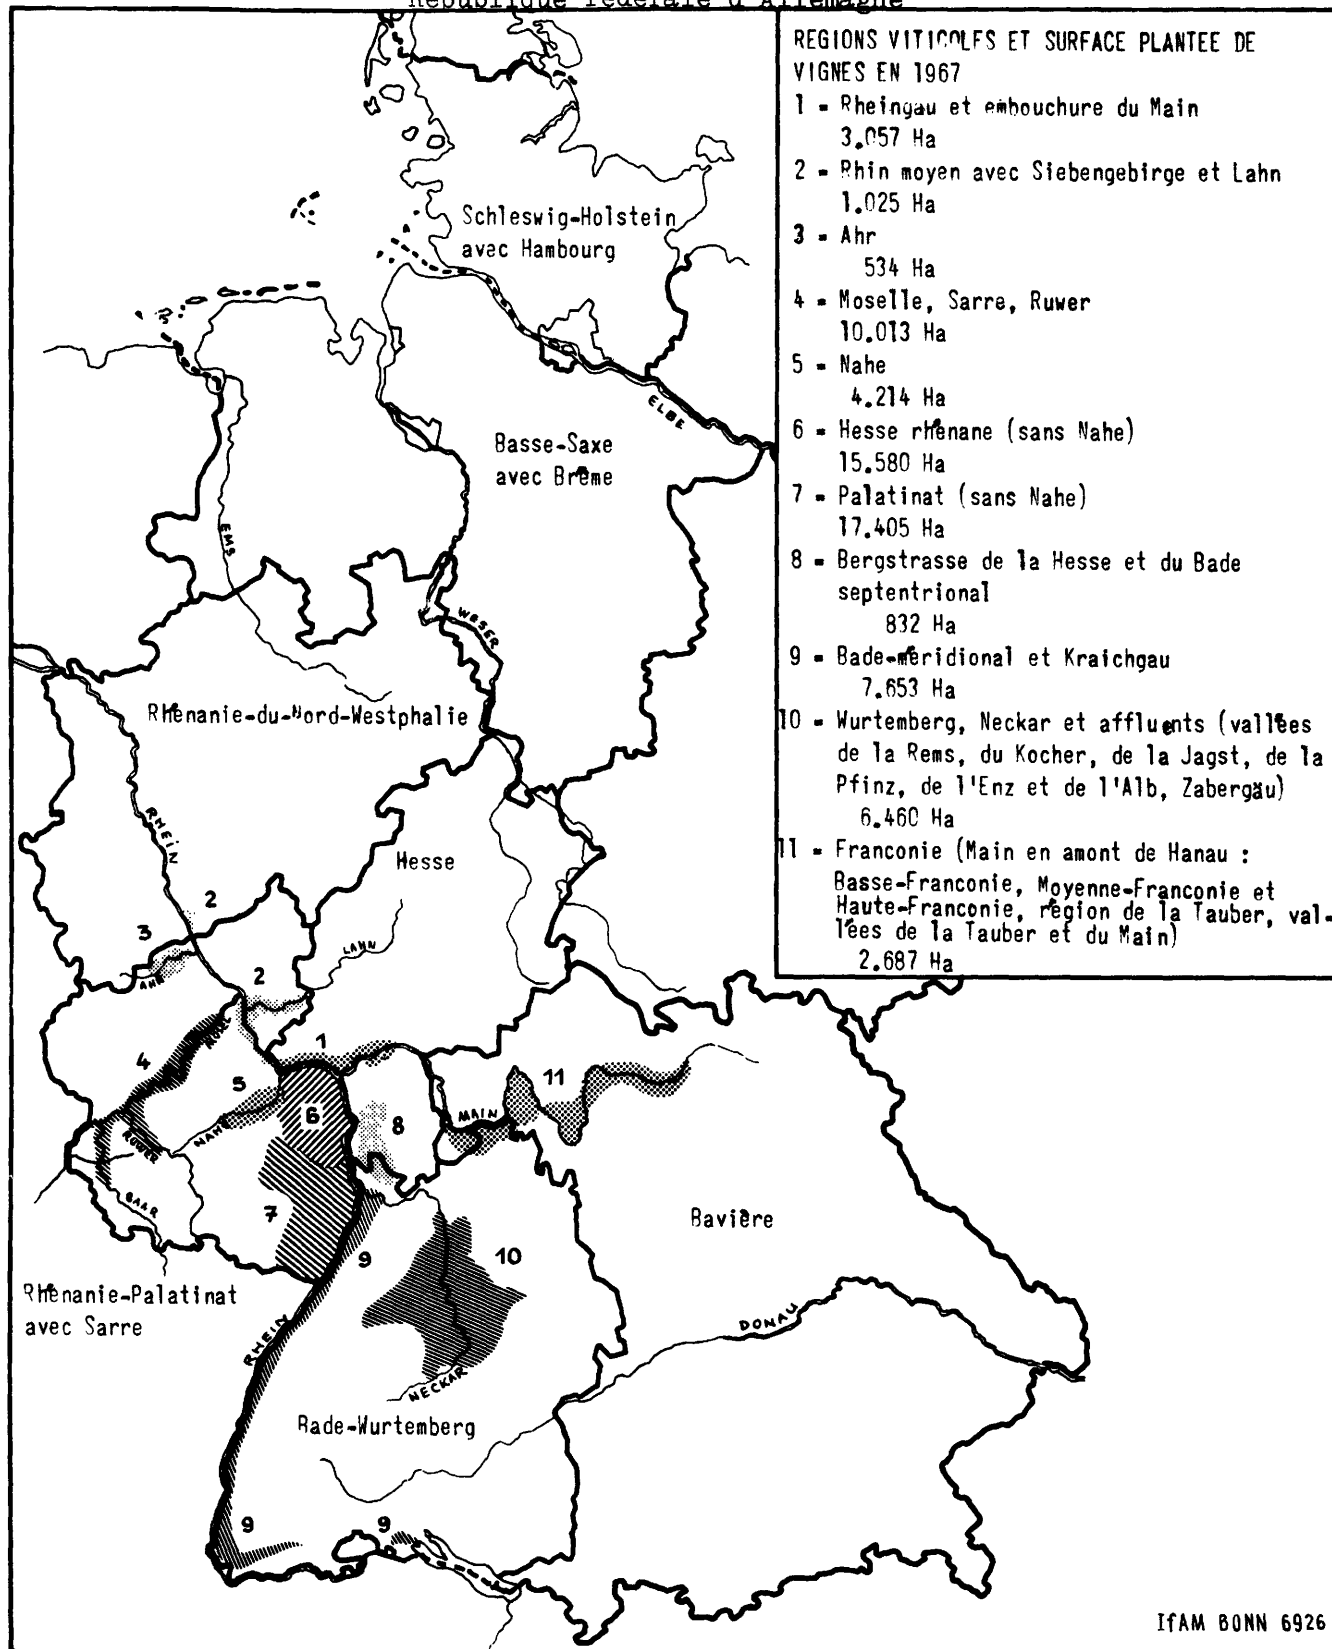 République fédérale d'Allemagne
REGIONS VITICOLES ET SURFACE PLANTEE DE
VIGNES EN 1967
1 = Rheingau et embouchure du Main
3.057 Ha
2 = Rhin moyen avec Siebengebirge et Lahn
1.025 Ha
3 = Ahr
534 Ha
4 = Moselle, Sarre, Ruwer
10.013 Ha
5 = Nahe
4.214 Ha
6 = Hesse rhénane (sans Nahe)
15.580 Ha
7 = Palatinat (sans Nahe)
17.405 Ha
8 = Bergstrasse de la Hesse et du Bade
septentrional
832 Ha
9 = Bade-méridional et Kraichgau
7.653 Ha
10 = Wurtemberg, Neckar et affluents (vallées
de la Rems, du Kocher, de la Jagst, de la
Pfinz, de l'Enz et de l'Alb, Zabergäu)
6.460 Ha
11 = Franconie (Main en amont de Hanau :
Basse-Franconie, Moyenne-Franconie et
Haute-Franconie, région de la Tauber, val-
lées de la Tauber et du Main)
2.687 Ha
Schleswig-Holstein
avec Hambourg
ELBE
Basse-Saxe
avec Brême
EMS
WESER
Rhénanie-du-Nord-Westphalie
RHEIN
Hesse
2
3
LAHN
AHR
2
1
4
5
11
6
MAIN
8
NAHE
RUWER
SAAR
7
Bavière
9
10
Rhénanie-Palatinat
avec Sarre
RHEIN
DONAU
NECKAR
Bade-Wurtemberg
9
9
IfAM BONN 6926